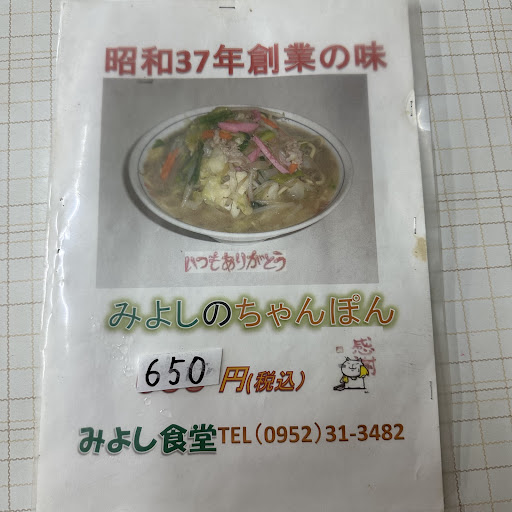 昭和37年創業の味
いつもありがとう
みよしのちゃんぽん
感謝
650円(税込)
みよし食堂TEL(0952)31-3482